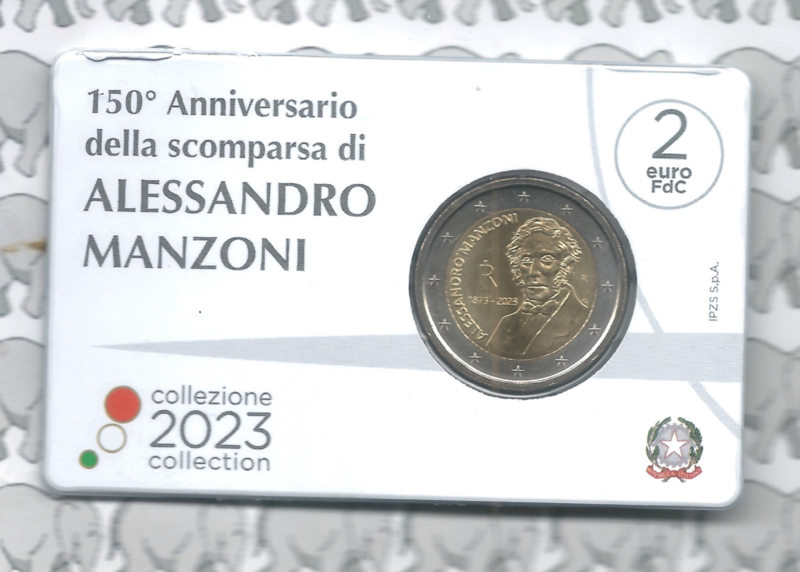 150° Anniversario
della scomparsa di
ALESSANDRO
MANZONI
2
euro
FdC
ALESSANDRO MANZONI
R
1873 - 2023
IPZS S.p.A.
collezione
2023
collection